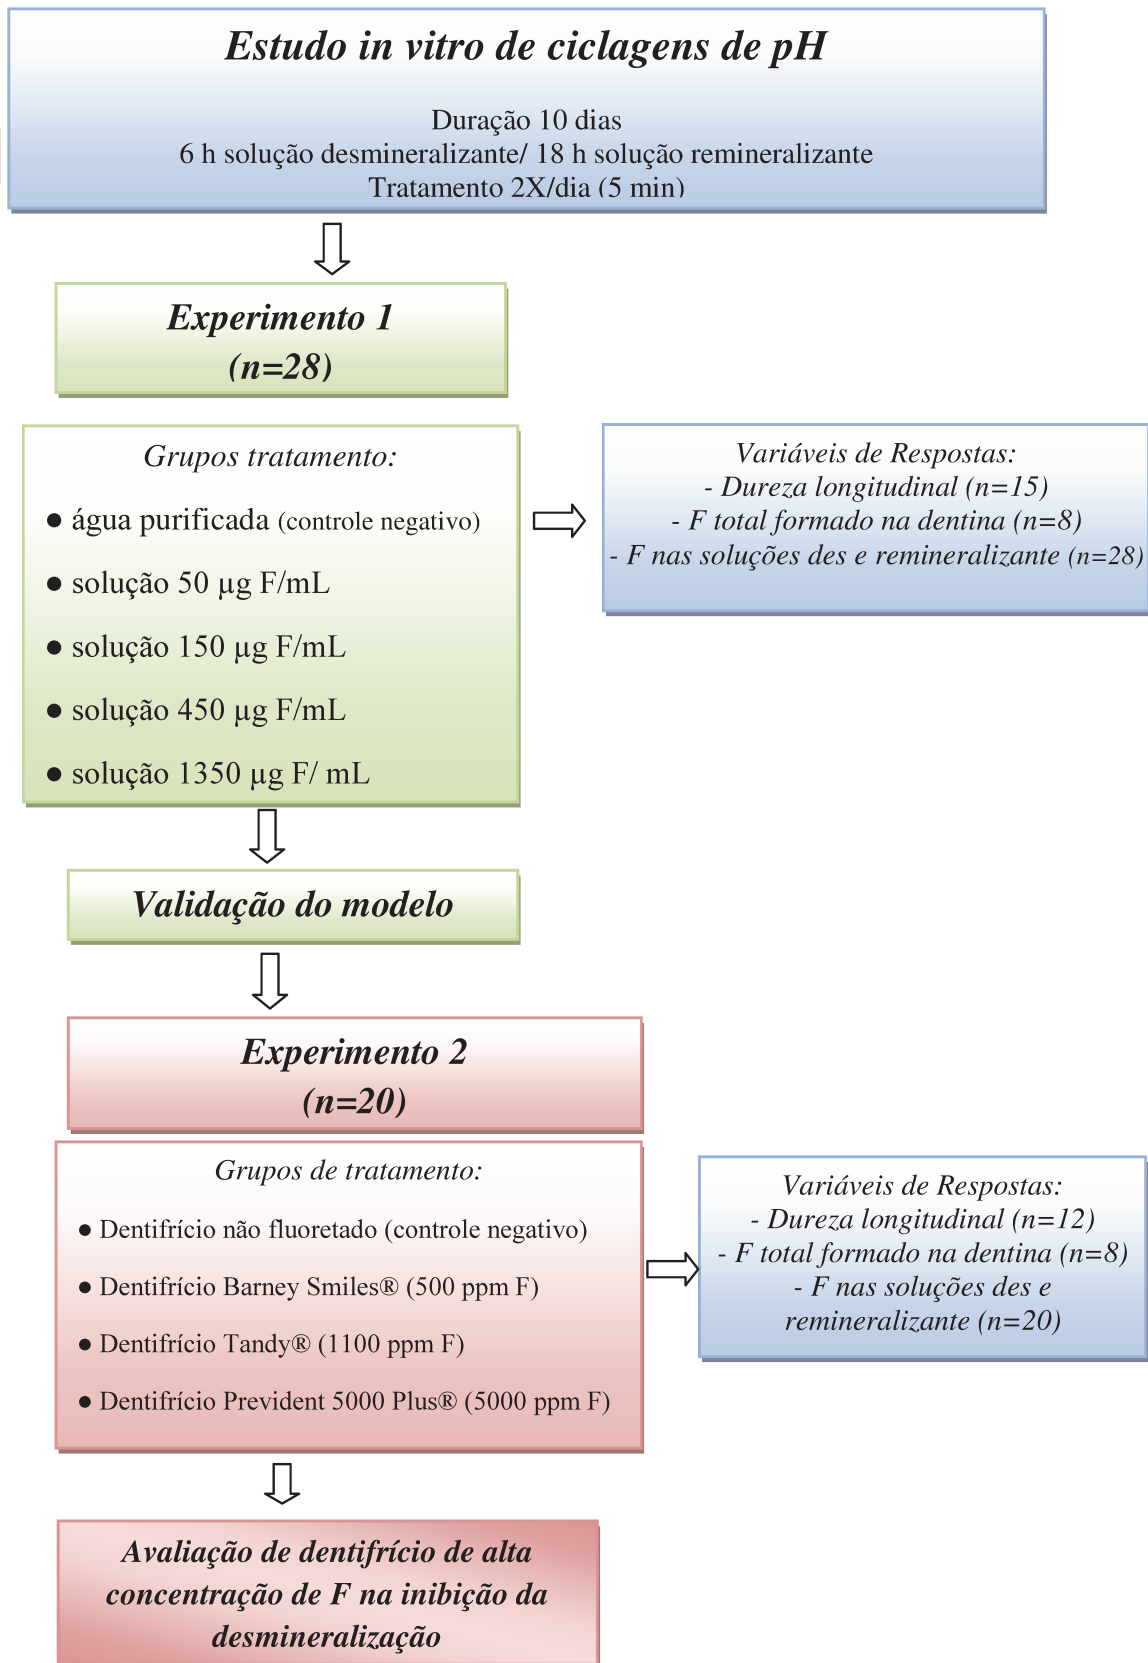 Estudo in vitro de ciclagens de pH
Duração 10 dias
6 h solução desmineralizante/ 18 h solução remineralizante
Tratamento 2X/dia (5 min)
Experimento 1
(n=28)
Grupos tratamento:
● água purificada (controle negativo)
● solução 50 µg F/mL
● solução 150 µg F/mL
● solução 450 µg F/mL
● solução 1350 µg F/ mL
Variáveis de Respostas:
- Dureza longitudinal (n=15)
- F total formado na dentina (n=8)
- F nas soluções des e remineralizante (n=28)
Validação do modelo
Experimento 2
(n=20)
Grupos de tratamento:
● Dentifrício não fluoretado (controle negativo)
● Dentifrício Barney Smiles® (500 ppm F)
● Dentifrício Tandy® (1100 ppm F)
● Dentifrício Prevident 5000 Plus® (5000 ppm F)
Variáveis de Respostas:
- Dureza longitudinal (n=12)
- F total formado na dentina (n=8)
- F nas soluções des e
remineralizante (n=20)
Avaliação de dentifrício de alta
concentração de F na inibição da
desmineralização